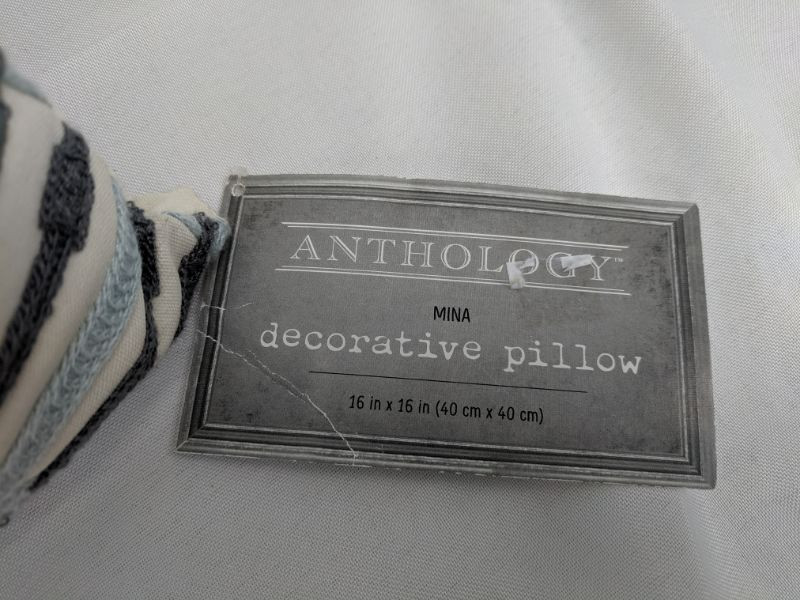 ANTHOLOGY™
MINA
decorative pillow
16 in x 16 in (40 cm x 40 cm)